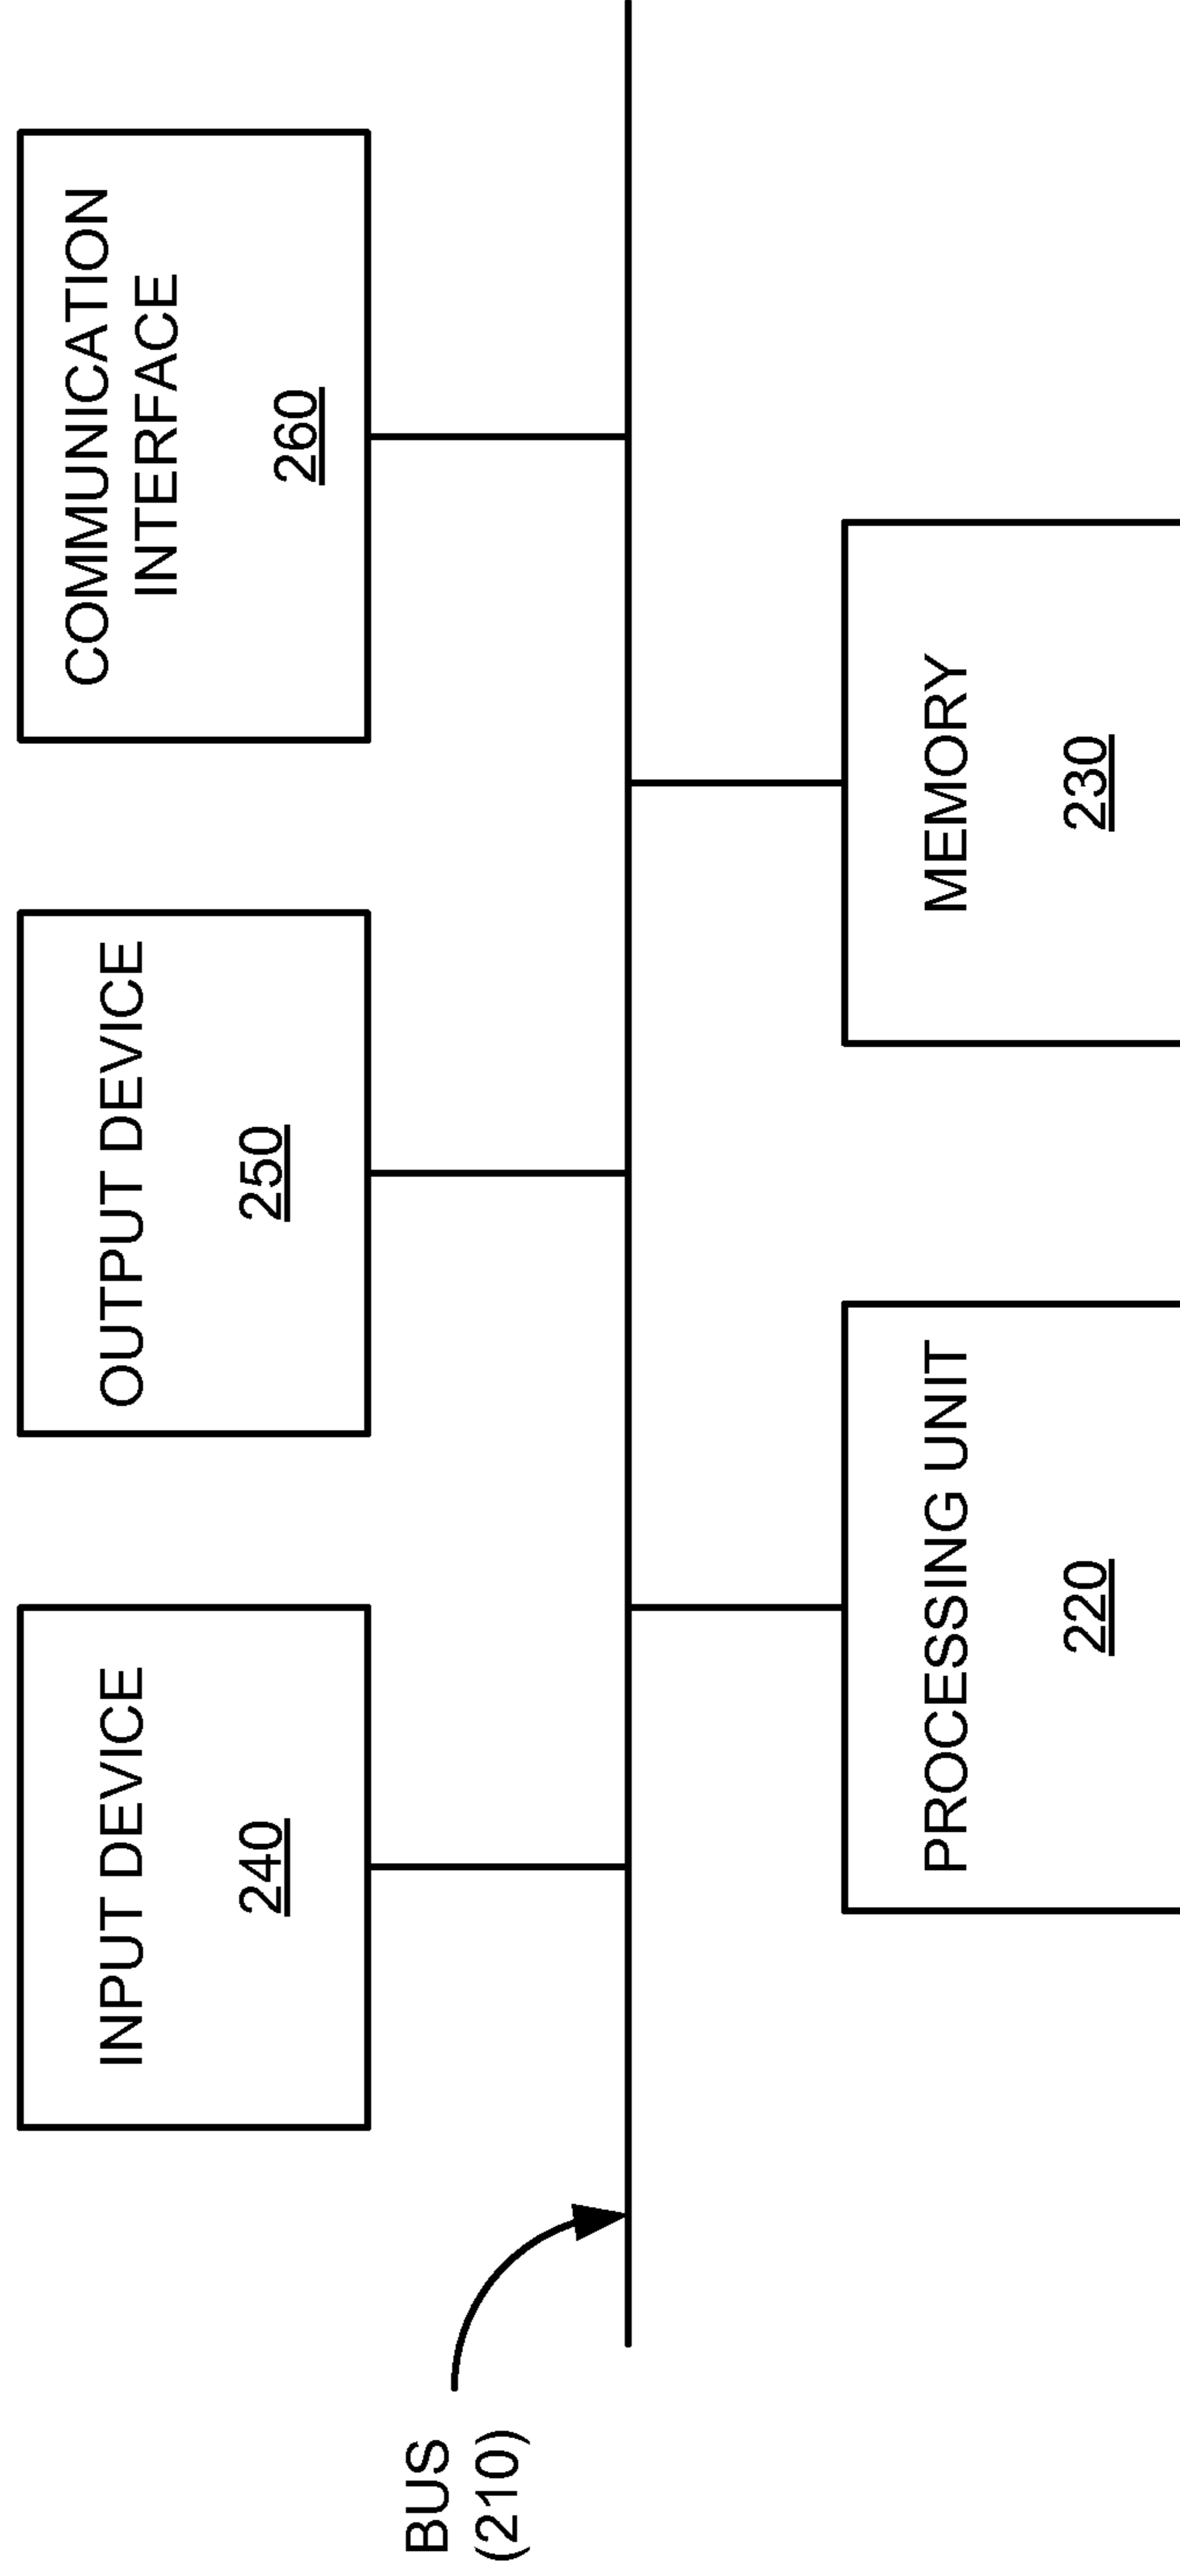 INPUT DEVICE
240
OUTPUT DEVICE
250
COMMUNICATION
INTERFACE
260
BUS
(210)
PROCESSING UNIT
220
MEMORY
230